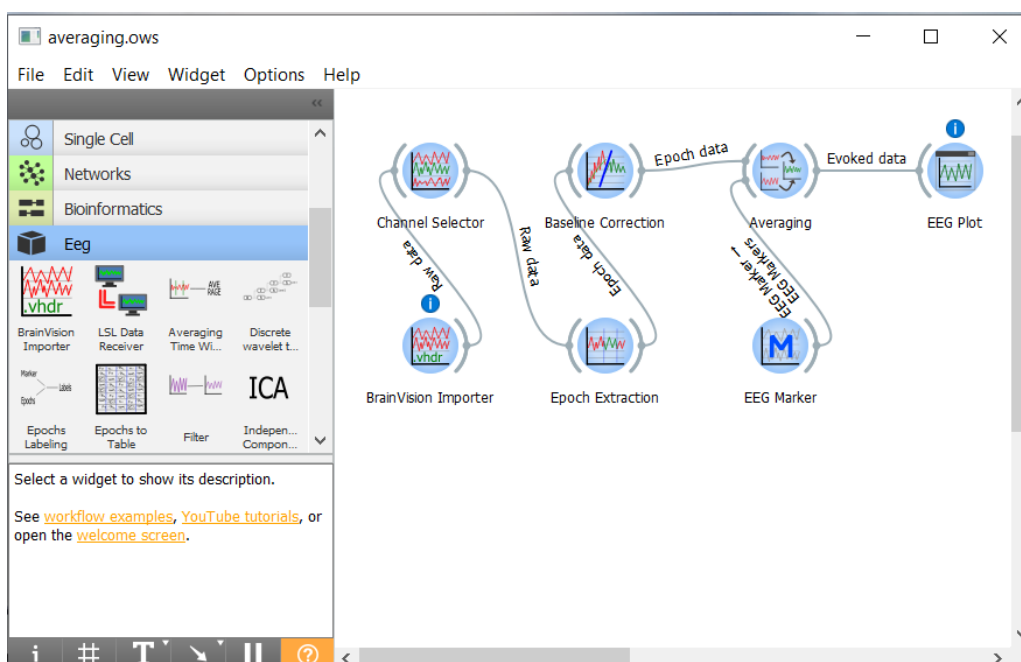 averaging.ows
File Edit View Widget Options Help
Single Cell
Networks
Bioinformatics
Eeg
.vhdr
AVE
RAGE
BrainVision Importer
LSL Data Receiver
Averaging Time Wi...
Discrete wavelet t...
Marker
Epochs
Labels
ICA
Epochs Labeling
Epochs to Table
Filter
Indepen... Compon...
Select a widget to show its description.
See workflow examples, YouTube tutorials, or
open the welcome screen.
i # T ?
Channel Selector
Baseline Correction
Averaging
EEG Plot
Epoch data
Evoked data
i
Raw data
Raw data
Epoch data
EEG Marker → EEG Markers
i
.vhdr
M
BrainVision Importer
Epoch Extraction
EEG Marker